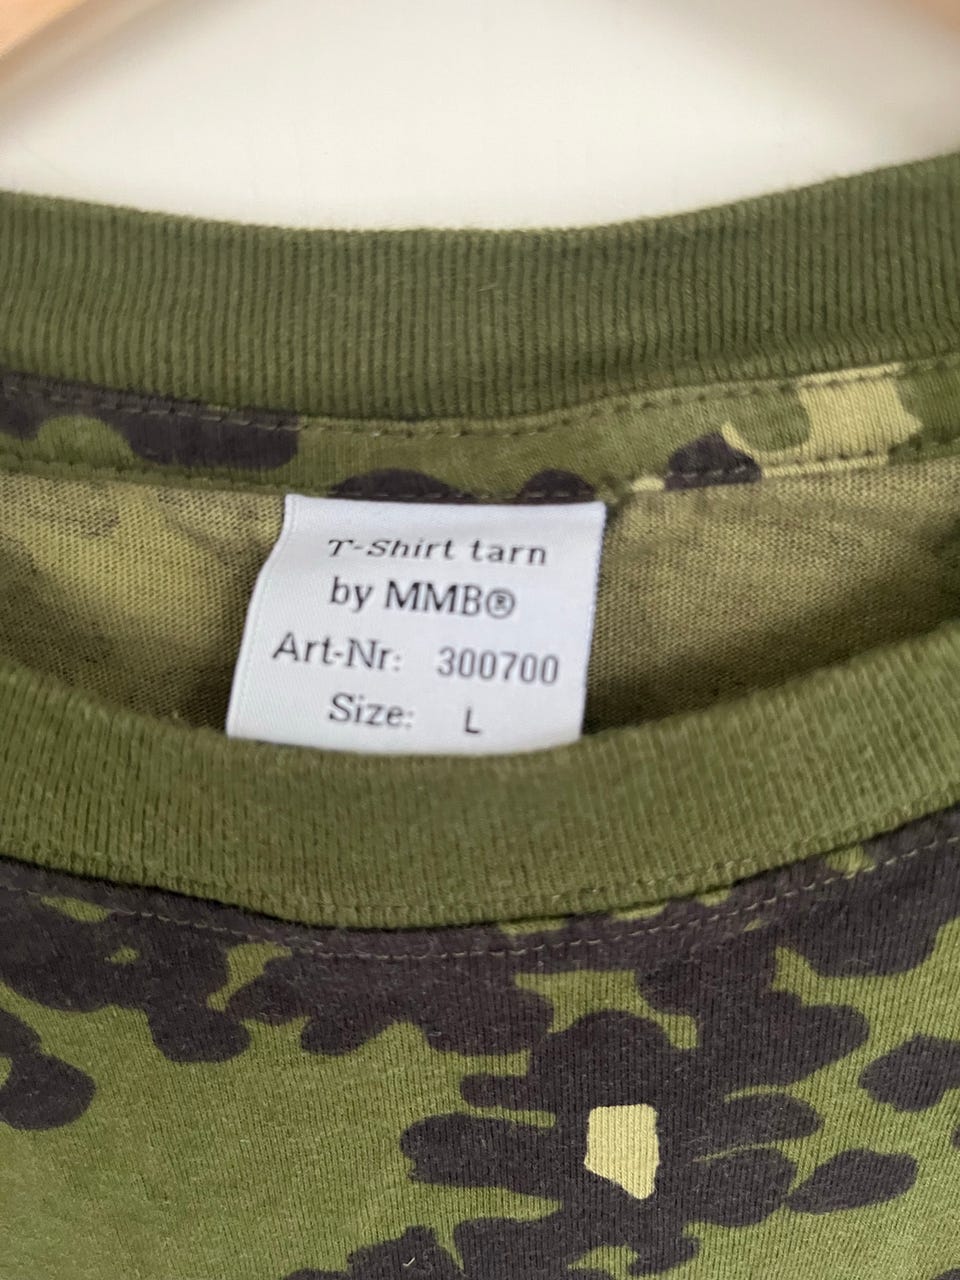 T-Shirt tarn
by MMB®
Art-Nr: 300700
Size: L